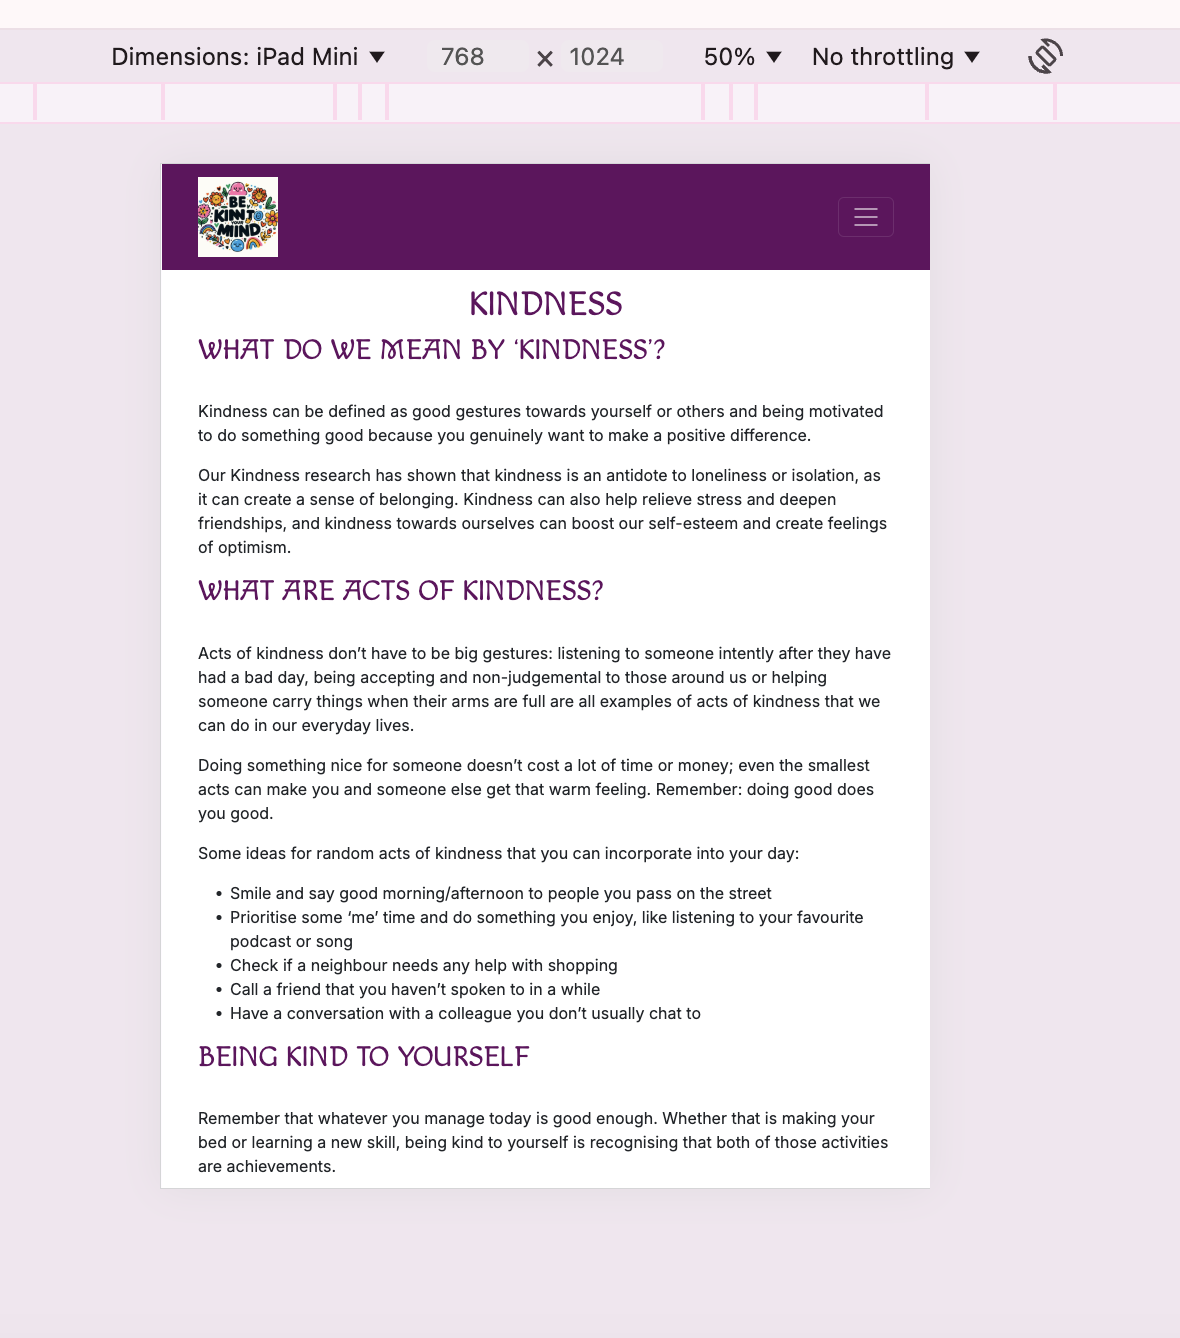 Dimensions: iPad Mini ▼ 768 × 1024 50% ▼ No throttling ▼
BE
KINNT
YOUR
MIIND
KINDNESS
WHAT DO WE MEAN BY ‘KINDNESS’?
Kindness can be defined as good gestures towards yourself or others and being motivated
to do something good because you genuinely want to make a positive difference.
Our Kindness research has shown that kindness is an antidote to loneliness or isolation, as
it can create a sense of belonging. Kindness can also help relieve stress and deepen
friendships, and kindness towards ourselves can boost our self-esteem and create feelings
of optimism.
WHAT ARE ACTS OF KINDNESS?
Acts of kindness don’t have to be big gestures: listening to someone intently after they have
had a bad day, being accepting and non-judgemental to those around us or helping
someone carry things when their arms are full are all examples of acts of kindness that we
can do in our everyday lives.
Doing something nice for someone doesn’t cost a lot of time or money; even the smallest
acts can make you and someone else get that warm feeling. Remember: doing good does
you good.
Some ideas for random acts of kindness that you can incorporate into your day:
• Smile and say good morning/afternoon to people you pass on the street
• Prioritise some ‘me’ time and do something you enjoy, like listening to your favourite
podcast or song
• Check if a neighbour needs any help with shopping
• Call a friend that you haven’t spoken to in a while
• Have a conversation with a colleague you don’t usually chat to
BEING KIND TO YOURSELF
Remember that whatever you manage today is good enough. Whether that is making your
bed or learning a new skill, being kind to yourself is recognising that both of those activities
are achievements.